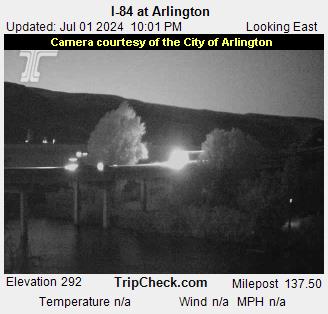 I-84 at Arlington
Updated: Jul 01 2024 10:01 PM Looking East
Camera courtesy of the City of Arlington
Elevation 292 TripCheck.com Milepost 137.50
Temperature n/a Wind n/a MPH n/a